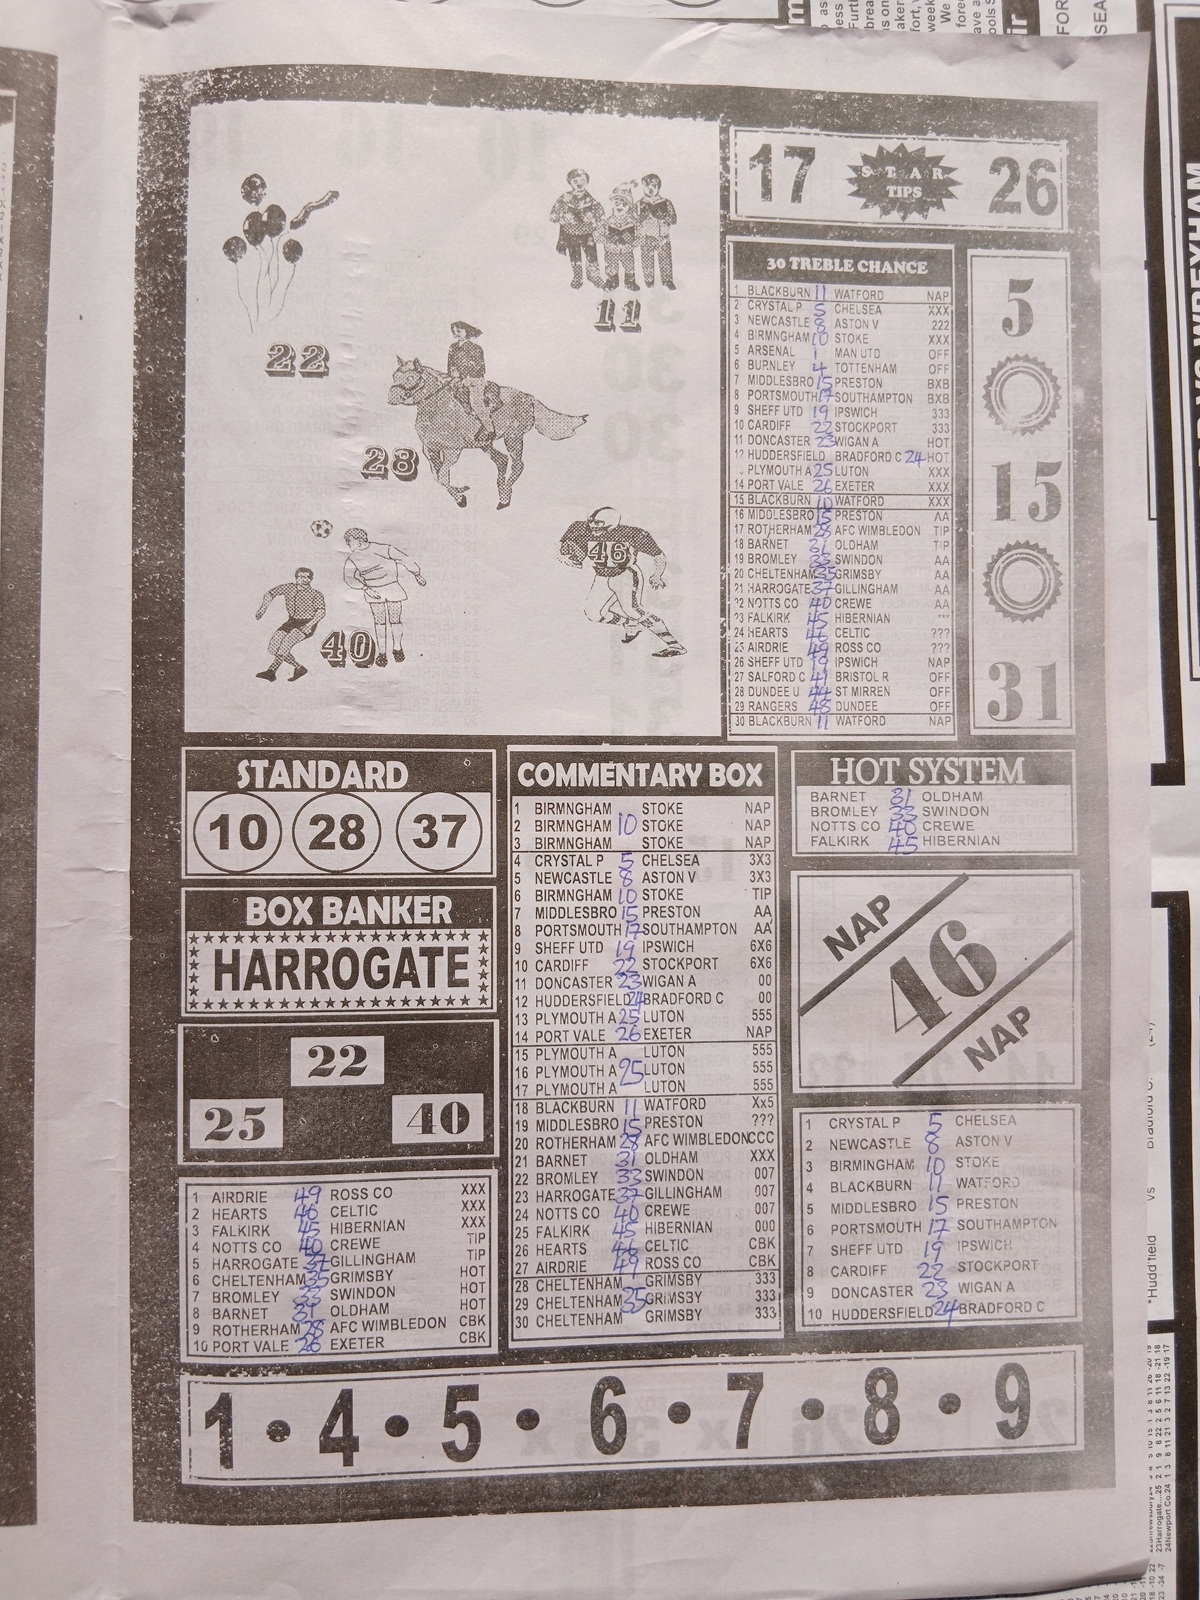 17 STAR TIPS 26
22
11
28
46
40
30 TREBLE CHANCE
1 BLACKBURN 11 WATFORD NAP
2 CRYSTAL P 5 CHELSEA XXX
3 NEWCASTLE 8 ASTON V 222
4 BIRMNGHAM 10 STOKE XXX
5 ARSENAL 1 MAN UTD OFF
6 BURNLEY 4 TOTTENHAM OFF
7 MIDDLESBRO 15 PRESTON BXB
8 PORTSMOUTH 17 SOUTHAMPTON BXB
9 SHEFF UTD 19 IPSWICH 333
10 CARDIFF 22 STOCKPORT 333
11 DONCASTER 23 WIGAN A HOT
12 HUDDERSFIELD BRADFORD C 24 HOT
PLYMOUTH A 25 LUTON XXX
14 PORT VALE 26 EXETER XXX
15 BLACKBURN 10 WATFORD XXX
16 MIDDLESBRO 15 PRESTON AA
17 ROTHERHAM 28 AFC WIMBLEDON TIP
18 BARNET 31 OLDHAM TIP
19 BROMLEY 33 SWINDON AA
20 CHELTENHAM 35 GRIMSBY AA
21 HARROGATE 37 GILLINGHAM AA
22 NOTTS CO 40 CREWE AA
23 FALKIRK 45 HIBERNIAN
24 HEARTS 46 CELTIC ???
25 AIRDRIE 49 ROSS CO ???
26 SHEFF UTD 19 IPSWICH NAP
27 SALFORD C 41 BRISTOL R OFF
28 DUNDEE U 44 ST MIRREN OFF
29 RANGERS 48 DUNDEE OFF
30 BLACKBURN 11 WATFORD NAP
5
15
31
STANDARD
10 28 37
BOX BANKER
HARROGATE
22
25 40
1 AIRDRIE 49 ROSS CO XXX
2 HEARTS 46 CELTIC XXX
3 FALKIRK 45 HIBERNIAN XXX
4 NOTTS CO 40 CREWE TIP
5 HARROGATE 37 GILLINGHAM TIP
6 CHELTENHAM 35 GRIMSBY HOT
7 BROMLEY 33 SWINDON HOT
8 BARNET 31 OLDHAM HOT
9 ROTHERHAM 28 AFC WIMBLEDON CBK
10 PORT VALE 26 EXETER CBK
COMMENTARY BOX
1 BIRMNGHAM STOKE NAP
2 BIRMNGHAM 10 STOKE NAP
3 BIRMNGHAM STOKE NAP
4 CRYSTAL P 5 CHELSEA 3X3
5 NEWCASTLE 8 ASTON V 3X3
6 BIRMNGHAM 10 STOKE TIP
7 MIDDLESBRO 15 PRESTON AA
8 PORTSMOUTH 17 SOUTHAMPTON AA
9 SHEFF UTD 19 IPSWICH 6X6
10 CARDIFF 22 STOCKPORT 6X6
11 DONCASTER 23 WIGAN A 00
12 HUDDERSFIELD 24 BRADFORD C 00
13 PLYMOUTH A 25 LUTON 555
14 PORT VALE 26 EXETER NAP
15 PLYMOUTH A LUTON 555
16 PLYMOUTH A 25 LUTON 555
17 PLYMOUTH A LUTON 555
18 BLACKBURN 11 WATFORD Xx5
19 MIDDLESBRO 15 PRESTON ???
20 ROTHERHAM 28 AFC WIMBLEDON CCC
21 BARNET 31 OLDHAM XXX
22 BROMLEY 33 SWINDON 007
23 HARROGATE 37 GILLINGHAM 007
24 NOTTS CO 40 CREWE 007
25 FALKIRK 45 HIBERNIAN 000
26 HEARTS 46 CELTIC CBK
27 AIRDRIE 49 ROSS CO CBK
28 CHELTENHAM GRIMSBY 333
29 CHELTENHAM 35 GRIMSBY 333
30 CHELTENHAM GRIMSBY 333
HOT SYSTEM
BARNET 31 OLDHAM
BROMLEY 33 SWINDON
NOTTS CO 40 CREWE
FALKIRK 45 HIBERNIAN
NAP
46
NAP
1 CRYSTAL P 5 CHELSEA
2 NEWCASTLE 8 ASTON V
3 BIRMINGHAM 10 STOKE
4 BLACKBURN 11 WATFORD
5 MIDDLESBRO 15 PRESTON
6 PORTSMOUTH 17 SOUTHAMPTON
7 SHEFF UTD 19 IPSWICH
8 CARDIFF 22 STOCKPORT
9 DONCASTER 23 WIGAN A
10 HUDDERSFIELD 24 BRADFORD C
1 • 4 • 5 • 6 • 7 • 8 • 9
VS WREXHAM
*Hudd'field vs Bradford C.